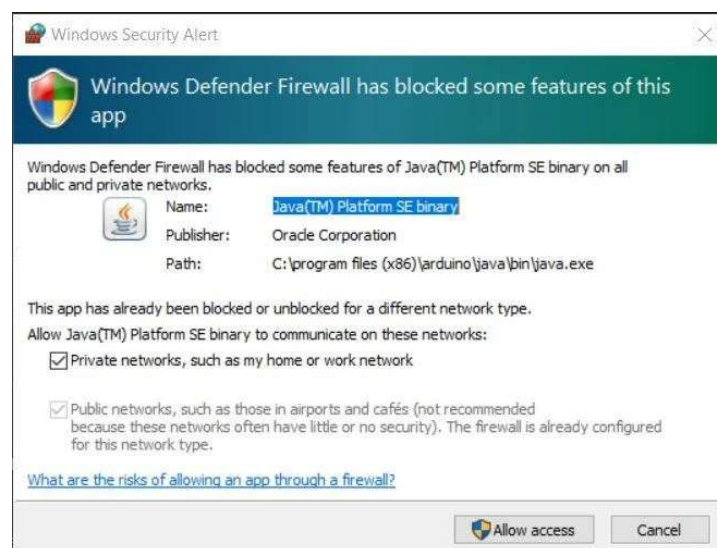 Windows Security Alert
Windows Defender Firewall has blocked some features of this
app
Windows Defender Firewall has blocked some features of Java(TM) Platform SE binary on all
public and private networks.
Name: Java(TM) Platform SE binary
Publisher: Oracle Corporation
Path: C:\program files (x86)\arduino\java\bin\java.exe
This app has already been blocked or unblocked for a different network type.
Allow Java(TM) Platform SE binary to communicate on these networks:
Private networks, such as my home or work network
Public networks, such as those in airports and cafés (not recommended
because these networks often have little or no security). The firewall is already configured
for this network type.
What are the risks of allowing an app through a firewall?
Allow access Cancel